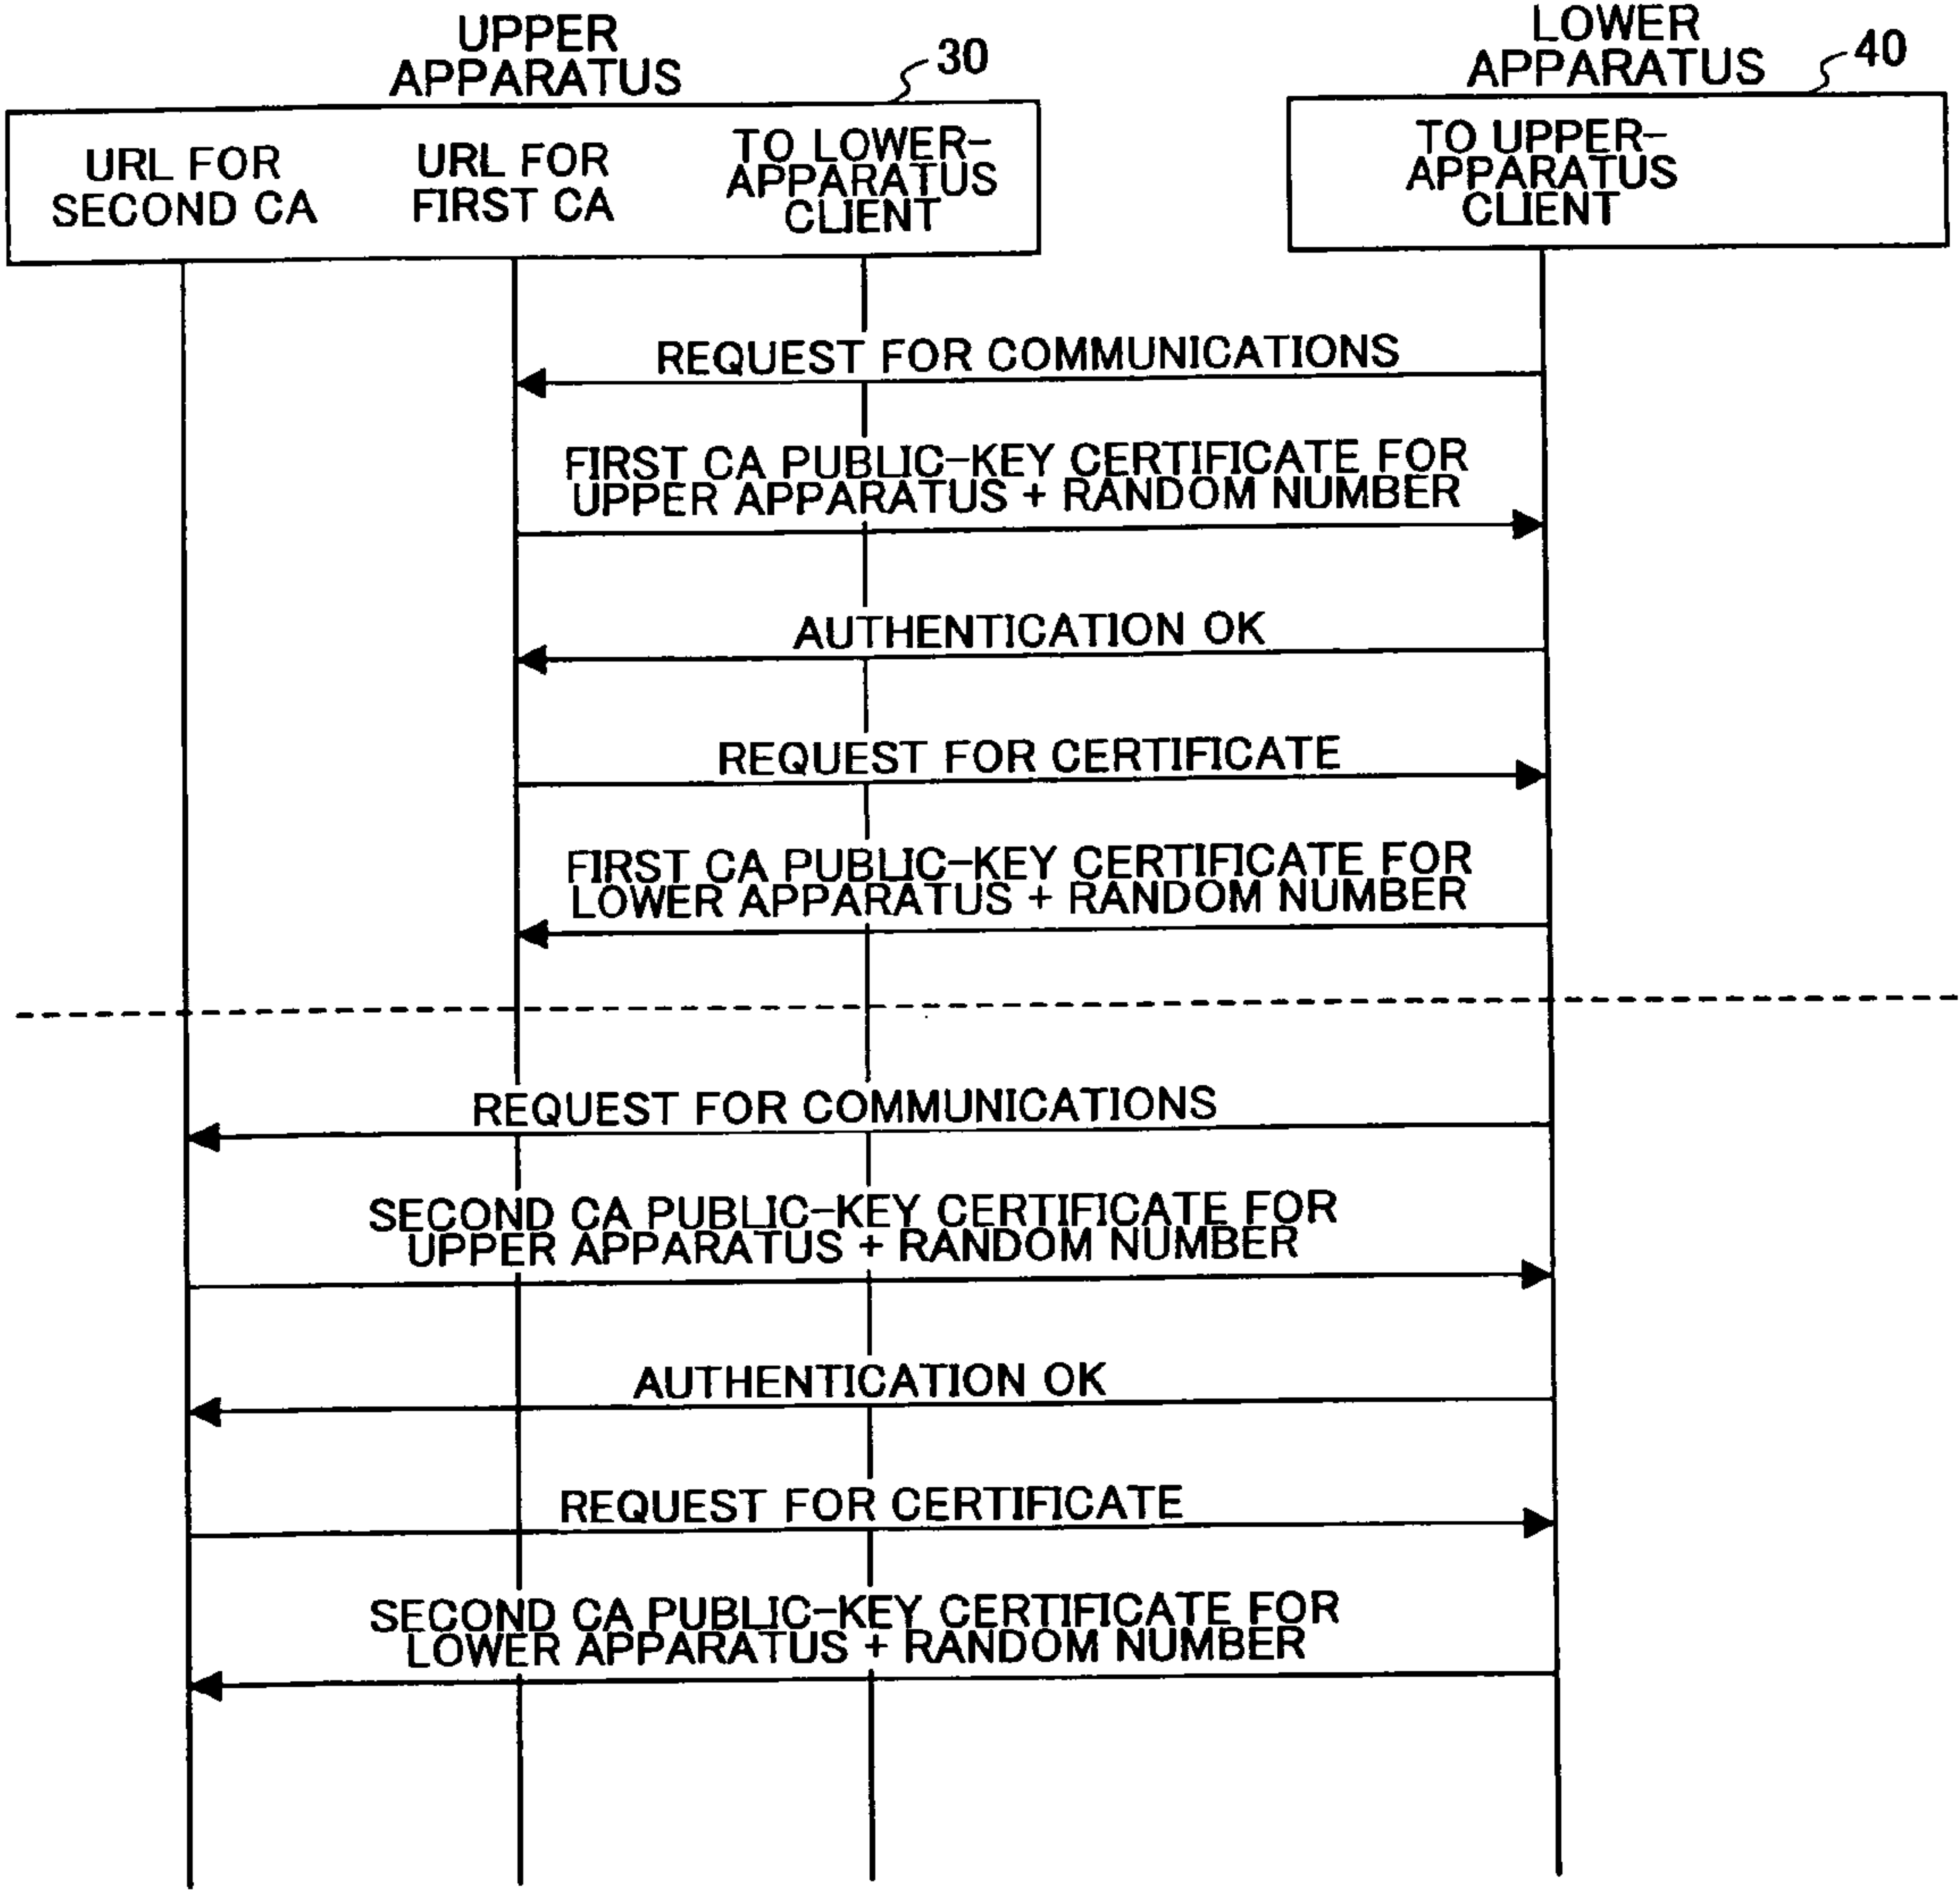 UPPER
APPARATUS
30
LOWER
APPARATUS
40
URL FOR
SECOND CA
URL FOR
FIRST CA
TO LOWER-
APPARATUS
CLIENT
TO UPPER-
APPARATUS
CLIENT
REQUEST FOR COMMUNICATIONS
FIRST CA PUBLIC-KEY CERTIFICATE FOR
UPPER APPARATUS + RANDOM NUMBER
AUTHENTICATION OK
REQUEST FOR CERTIFICATE
FIRST CA PUBLIC-KEY CERTIFICATE FOR
LOWER APPARATUS + RANDOM NUMBER
REQUEST FOR COMMUNICATIONS
SECOND CA PUBLIC-KEY CERTIFICATE FOR
UPPER APPARATUS + RANDOM NUMBER
AUTHENTICATION OK
REQUEST FOR CERTIFICATE
SECOND CA PUBLIC-KEY CERTIFICATE FOR
LOWER APPARATUS + RANDOM NUMBER